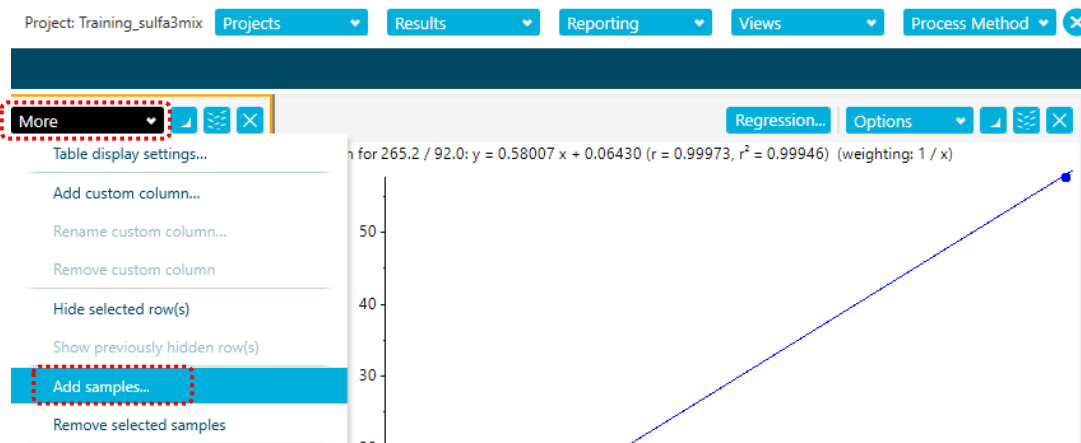 Project: Training_sulfa3mix Projects Results Reporting Views Process Method
More Regression... Options
Table display settings...
Add custom column...
Rename custom column...
Remove custom column
Hide selected row(s)
Show previously hidden row(s)
Add samples...
Remove selected samples
for 265.2 / 92.0: y = 0.58007 x + 0.06430 (r = 0.99973, r² = 0.99946) (weighting: 1 / x)
50
40
30